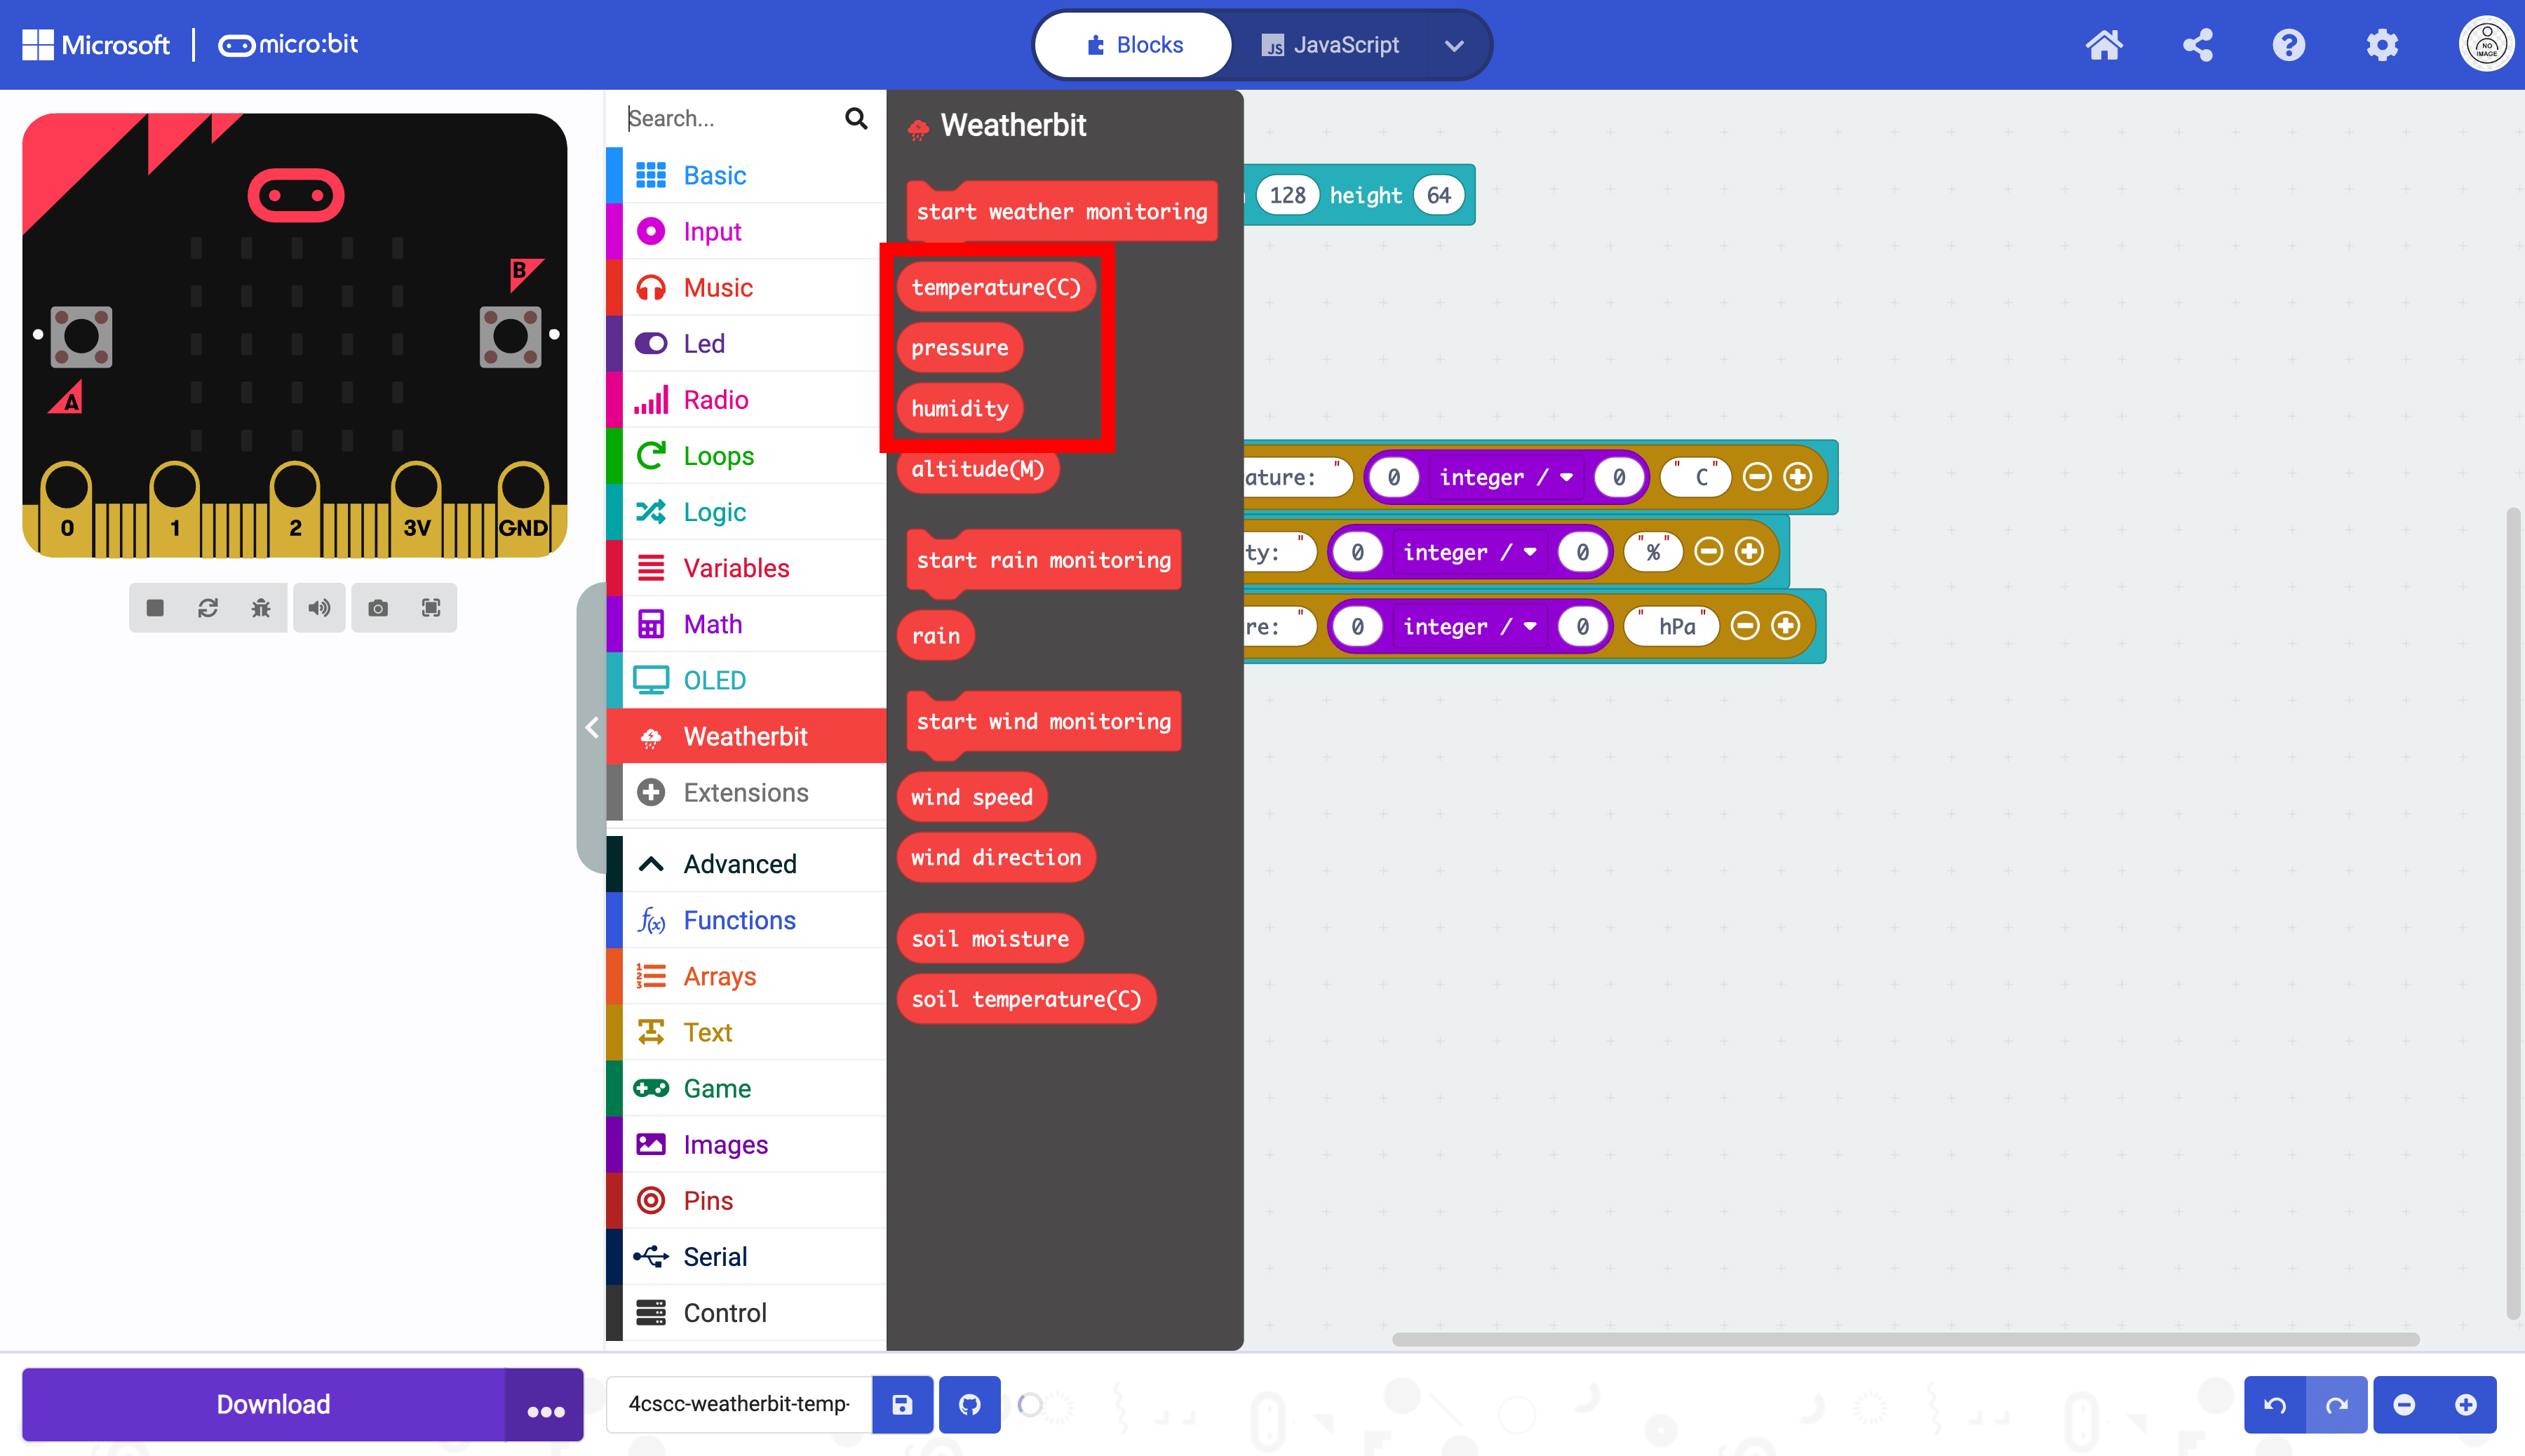 Microsoft | micro:bit
Blocks
JavaScript
NO IMAGE
Search...
Basic
Input
Music
Led
Radio
Loops
Logic
Variables
Math
OLED
Weatherbit
Extensions
Advanced
Functions
Arrays
Text
Game
Images
Pins
Serial
Control
B
A
0 1 2 3V GND
Weatherbit
start weather monitoring
temperature(C)
pressure
humidity
altitude(M)
start rain monitoring
rain
start wind monitoring
wind speed
wind direction
soil moisture
soil temperature(C)
128 height 64
ature: " 0 integer / 0 " C"
ty: " 0 integer / 0 "%"
re: " 0 integer / 0 " hPa"
Download
4cscc-weatherbit-temp-